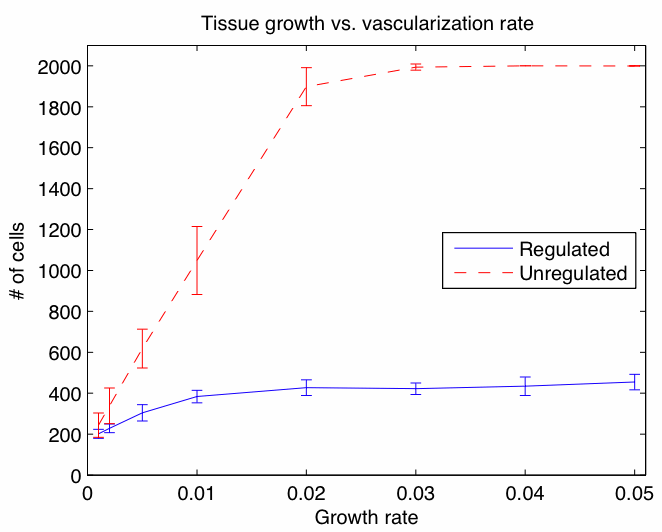 Tissue growth vs. vascularization rate
2000
1800
1600
1400
1200
1000
800
600
400
200
0
# of cells
Regulated
Unregulated
0 0.01 0.02 0.03 0.04 0.05
Growth rate